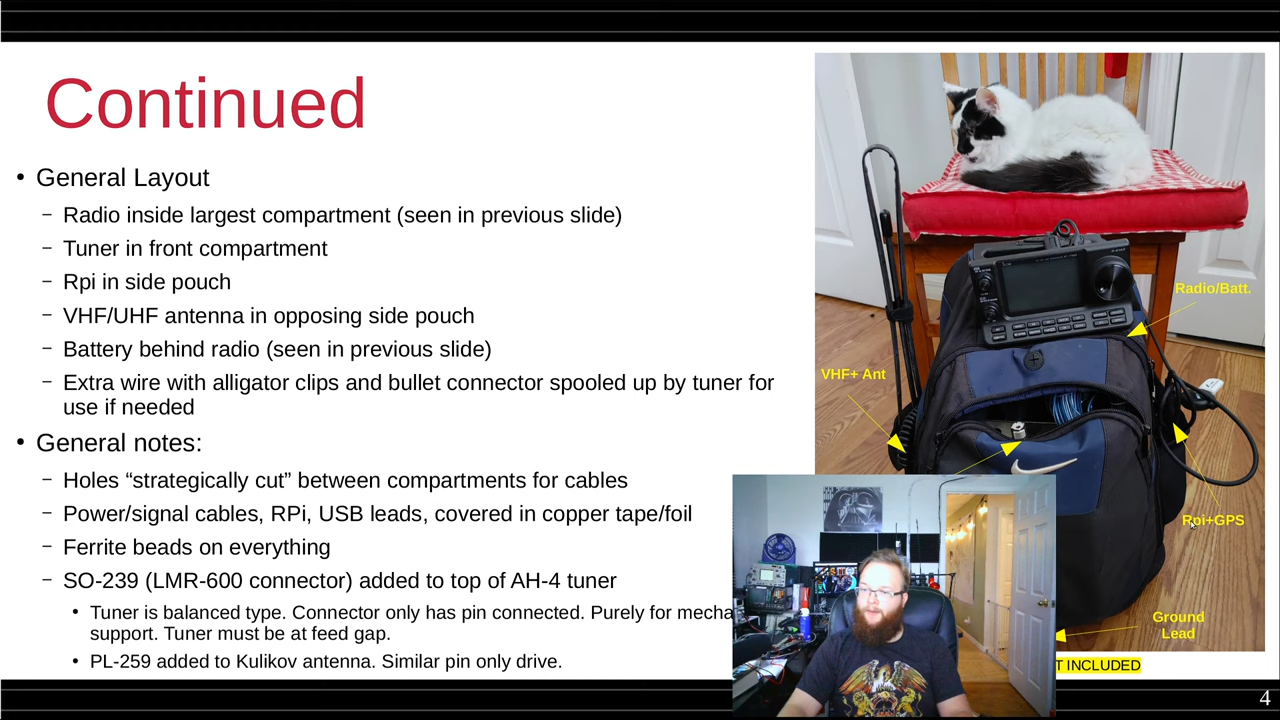 Continued
• General Layout
– Radio inside largest compartment (seen in previous slide)
– Tuner in front compartment
– Rpi in side pouch
– VHF/UHF antenna in opposing side pouch
– Battery behind radio (seen in previous slide)
– Extra wire with alligator clips and bullet connector spooled up by tuner for
use if needed
• General notes:
– Holes “strategically cut” between compartments for cables
– Power/signal cables, RPi, USB leads, covered in copper tape/foil
– Ferrite beads on everything
– SO-239 (LMR-600 connector) added to top of AH-4 tuner
• Tuner is balanced type. Connector only has pin connected. Purely for mecha
support. Tuner must be at feed gap.
• PL-259 added to Kulikov antenna. Similar pin only drive.
Radio/Batt.
VHF+ Ant
Rpi+GPS
Ground
Lead
T INCLUDED
4